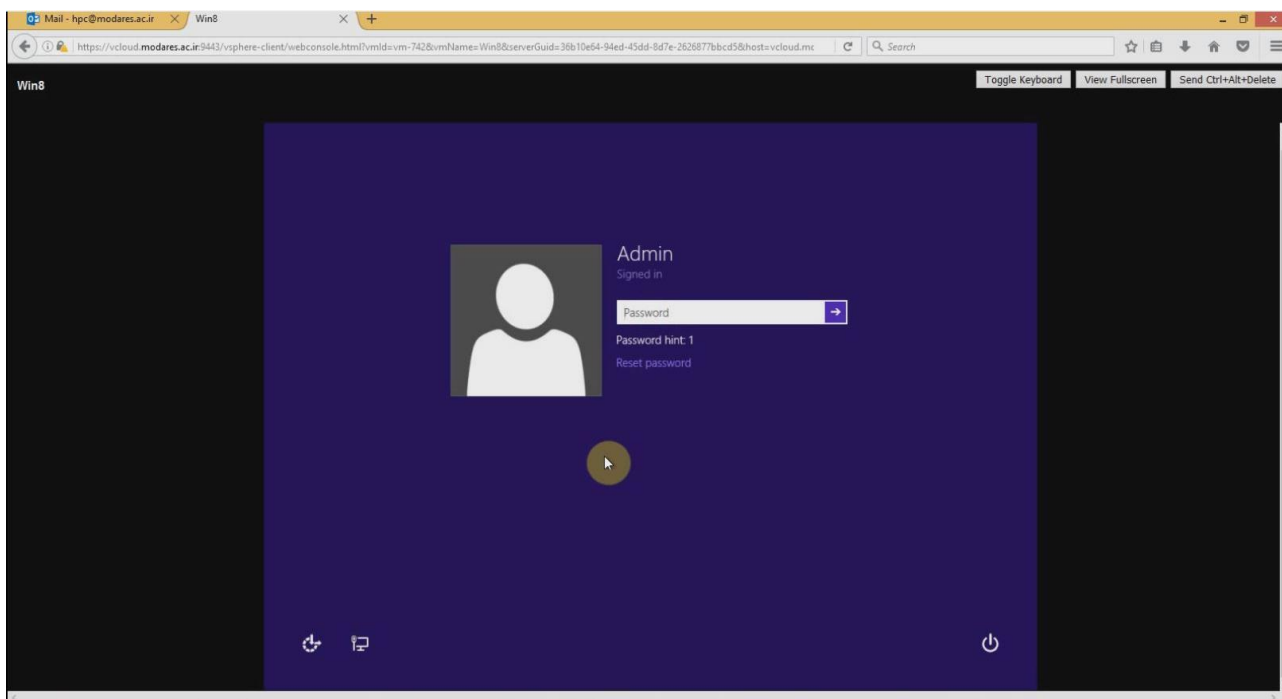 Mail - hpc@modares.ac.ir
Win8
https://vcloud.modares.ac.ir:9443/vsphere-client/webconsole.html?vmId=vm-742&vmName=Win8&serverGuid=36b10e64-94ed-45dd-8d7e-2626877bbcd5&host=vcloud.mc
Search
Win8
Toggle Keyboard
View Fullscreen
Send Ctrl+Alt+Delete
Admin
Signed in
Password
Password hint: 1
Reset password